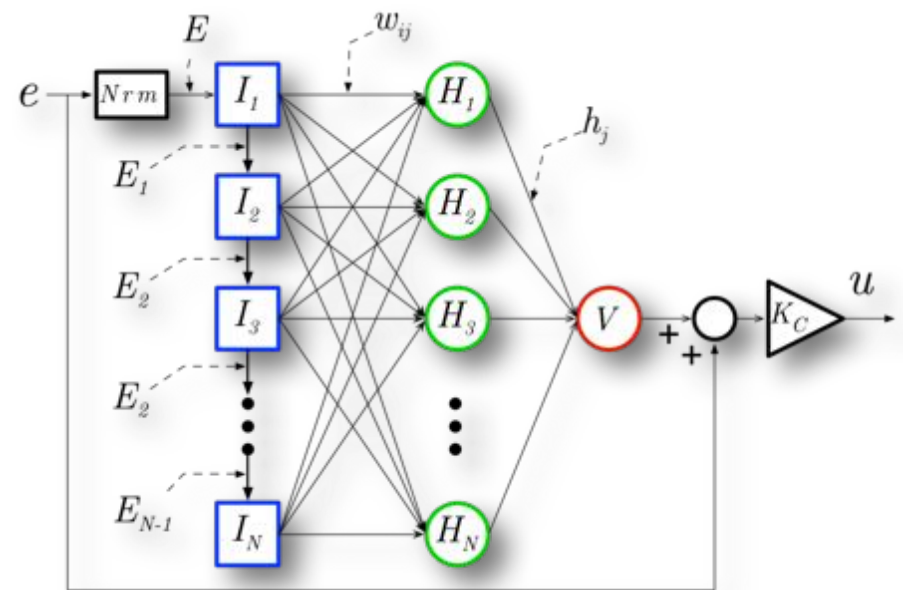 w_ij
E
e
Nrm
I_1
H_1
h_j
E_1
I_2
H_2
E_2
I_3
H_3
V
+
+
K_C
u
E_2
E_N-1
I_N
H_N